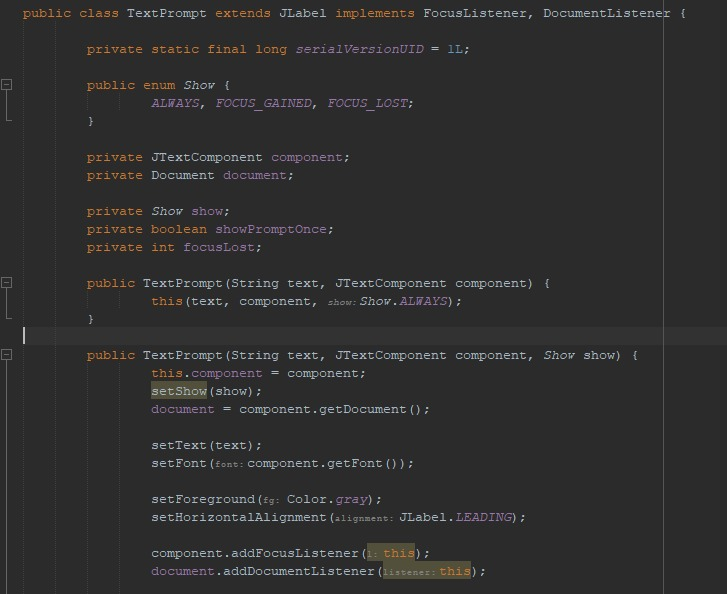 public class TextPrompt extends JLabel implements FocusListener, DocumentListener {
private static final long serialVersionUID = 1L;
public enum Show {
ALWAYS, FOCUS_GAINED, FOCUS_LOST;
}
private JTextComponent component;
private Document document;
private Show show;
private boolean showPromptOnce;
private int focusLost;
public TextPrompt(String text, JTextComponent component) {
this(text, component, show: Show.ALWAYS);
}
public TextPrompt(String text, JTextComponent component, Show show) {
this.component = component;
setShow(show);
document = component.getDocument();
setText(text);
setFont(font: component.getFont());
setForeground(fg: Color.gray);
setHorizontalAlignment(alignment: JLabel.LEADING);
component.addFocusListener(l: this);
document.addDocumentListener(listener: this);